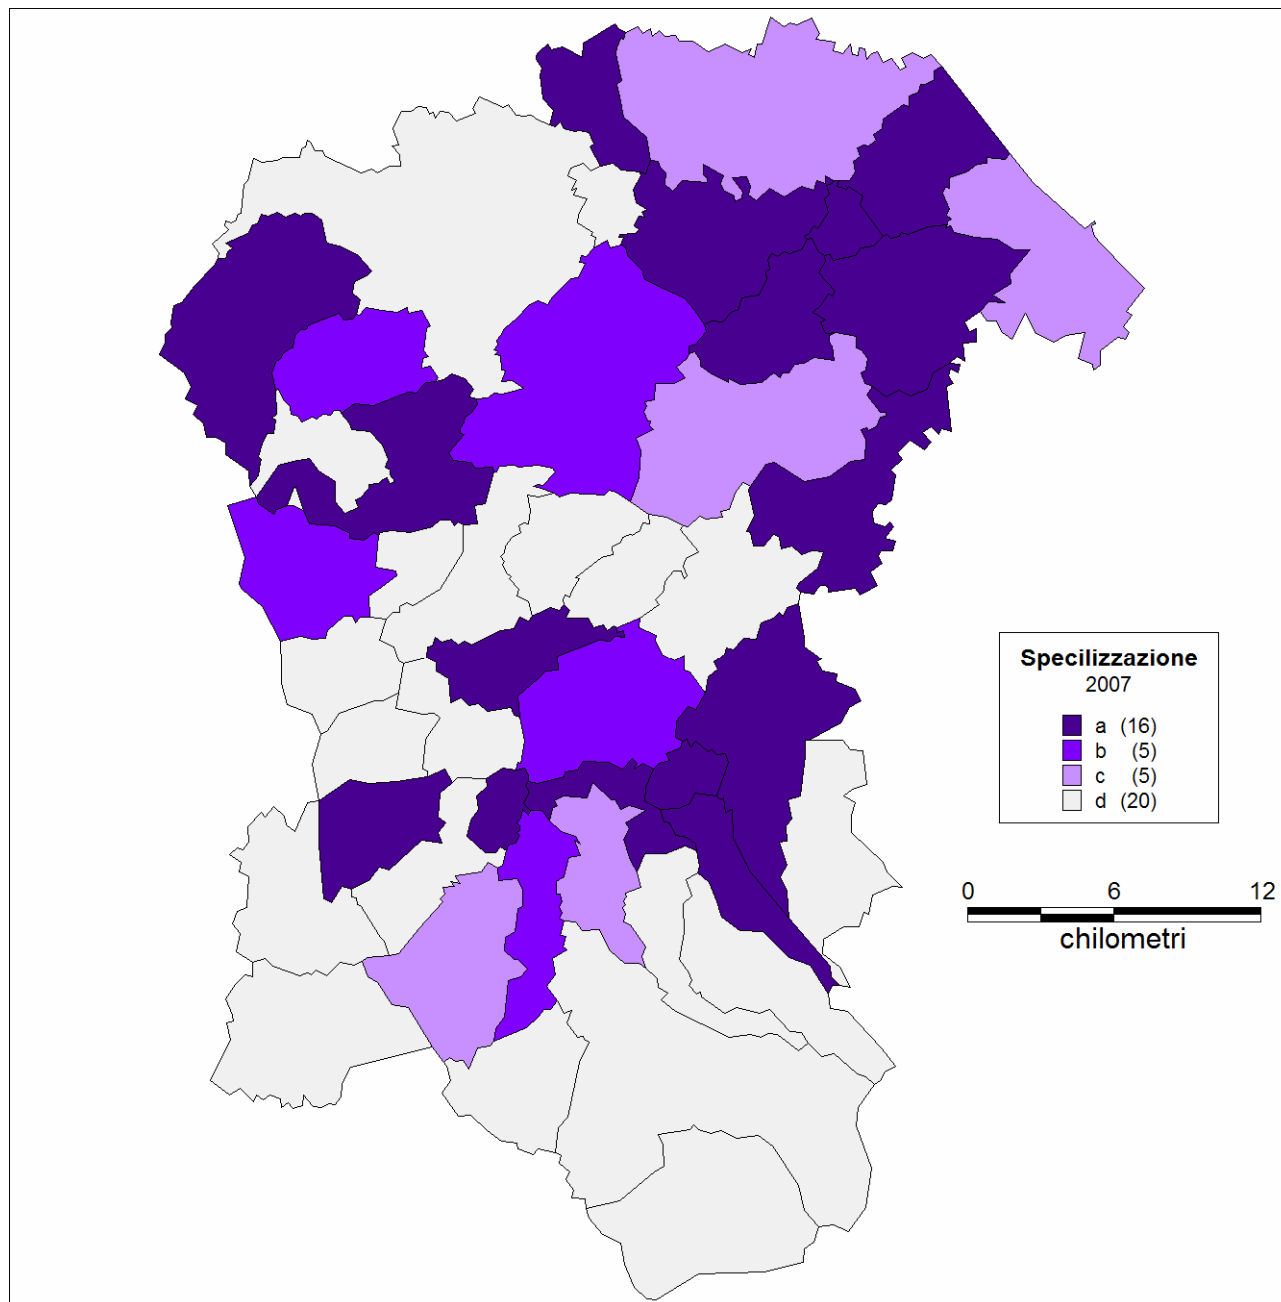 Specilizzazione
2007
a (16)
b (5)
c (5)
d (20)
0 6 12
chilometri